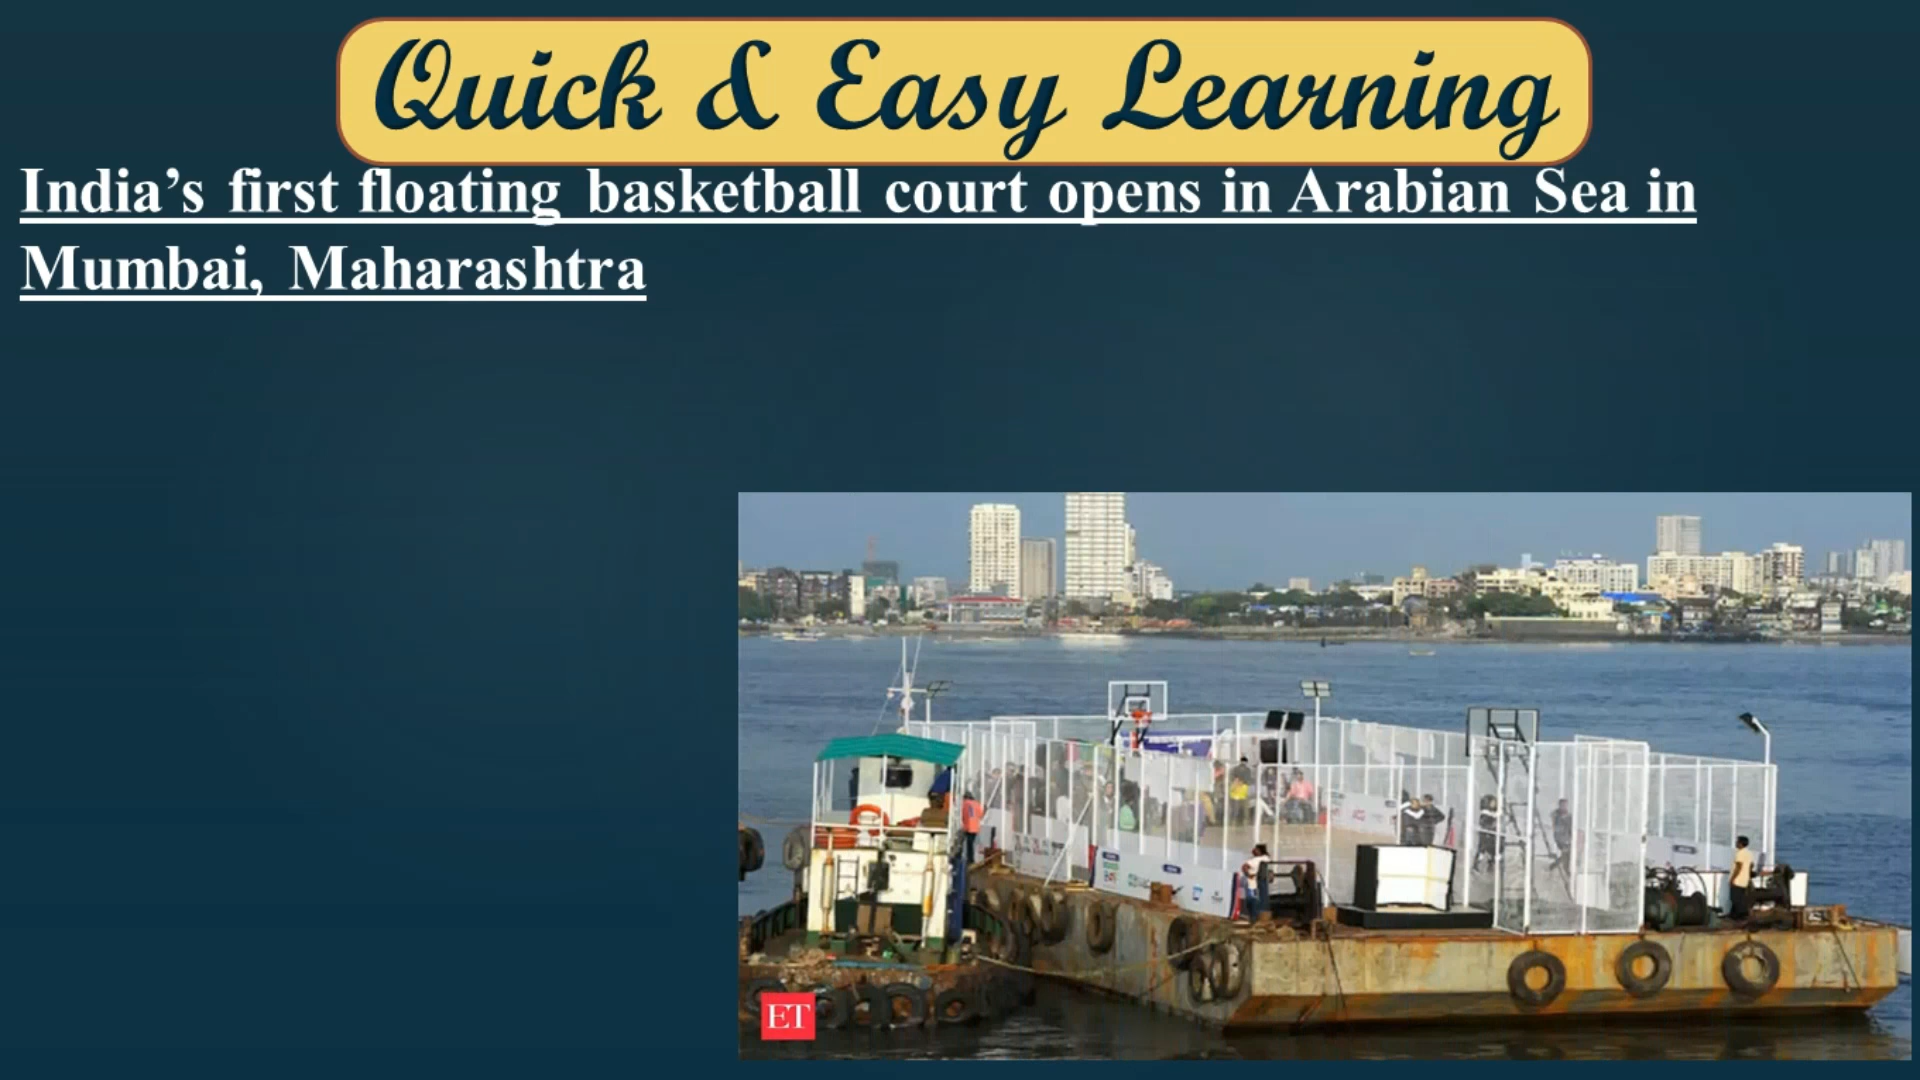 Quick & Easy Learning
India’s first floating basketball court opens in Arabian Sea in
Mumbai, Maharashtra
ET